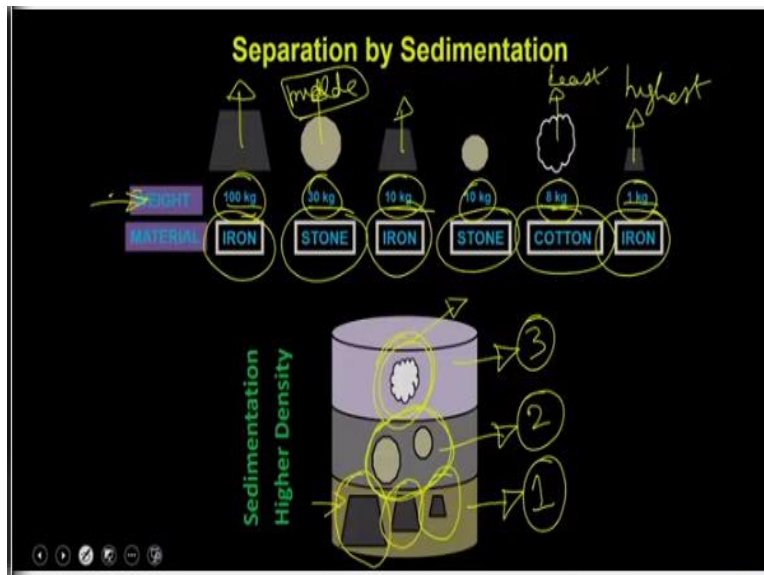 Separation by Sedimentation
middle
Least
highest
WEIGHT
100 kg
30 kg
10 kg
10 kg
8 kg
1 kg
MATERIAL
IRON
STONE
IRON
STONE
COTTON
IRON
Sedimentation
Higher Density
3
2
1